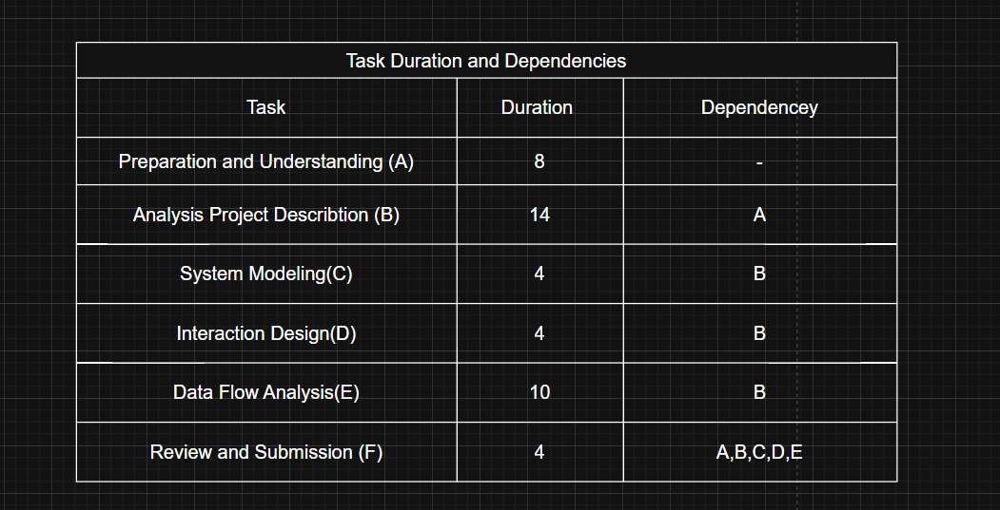 Task Duration and Dependencies
Task Duration Dependencey
Preparation and Understanding (A) 8 -
Analysis Project Describtion (B) 14 A
System Modeling(C) 4 B
Interaction Design(D) 4 B
Data Flow Analysis(E) 10 B
Review and Submission (F) 4 A,B,C,D,E